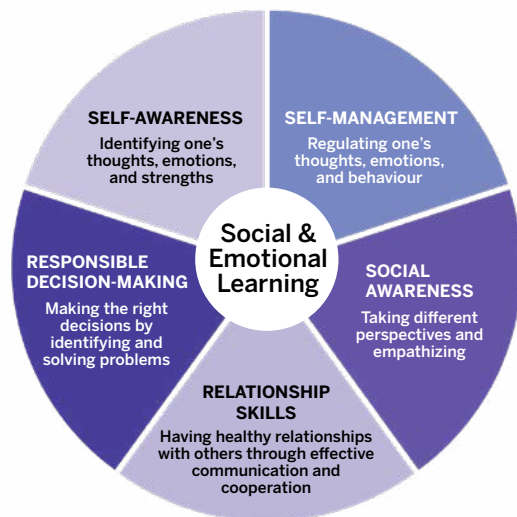 SELF-AWARENESS
Identifying one's
thoughts, emotions,
and strengths
SELF-MANAGEMENT
Regulating one's
thoughts, emotions,
and behaviour
Social &
Emotional
Learning
RESPONSIBLE
DECISION-MAKING
Making the right
decisions by
identifying and
solving problems
SOCIAL
AWARENESS
Taking different
perspectives and
empathizing
RELATIONSHIP
SKILLS
Having healthy relationships
with others through effective
communication and
cooperation